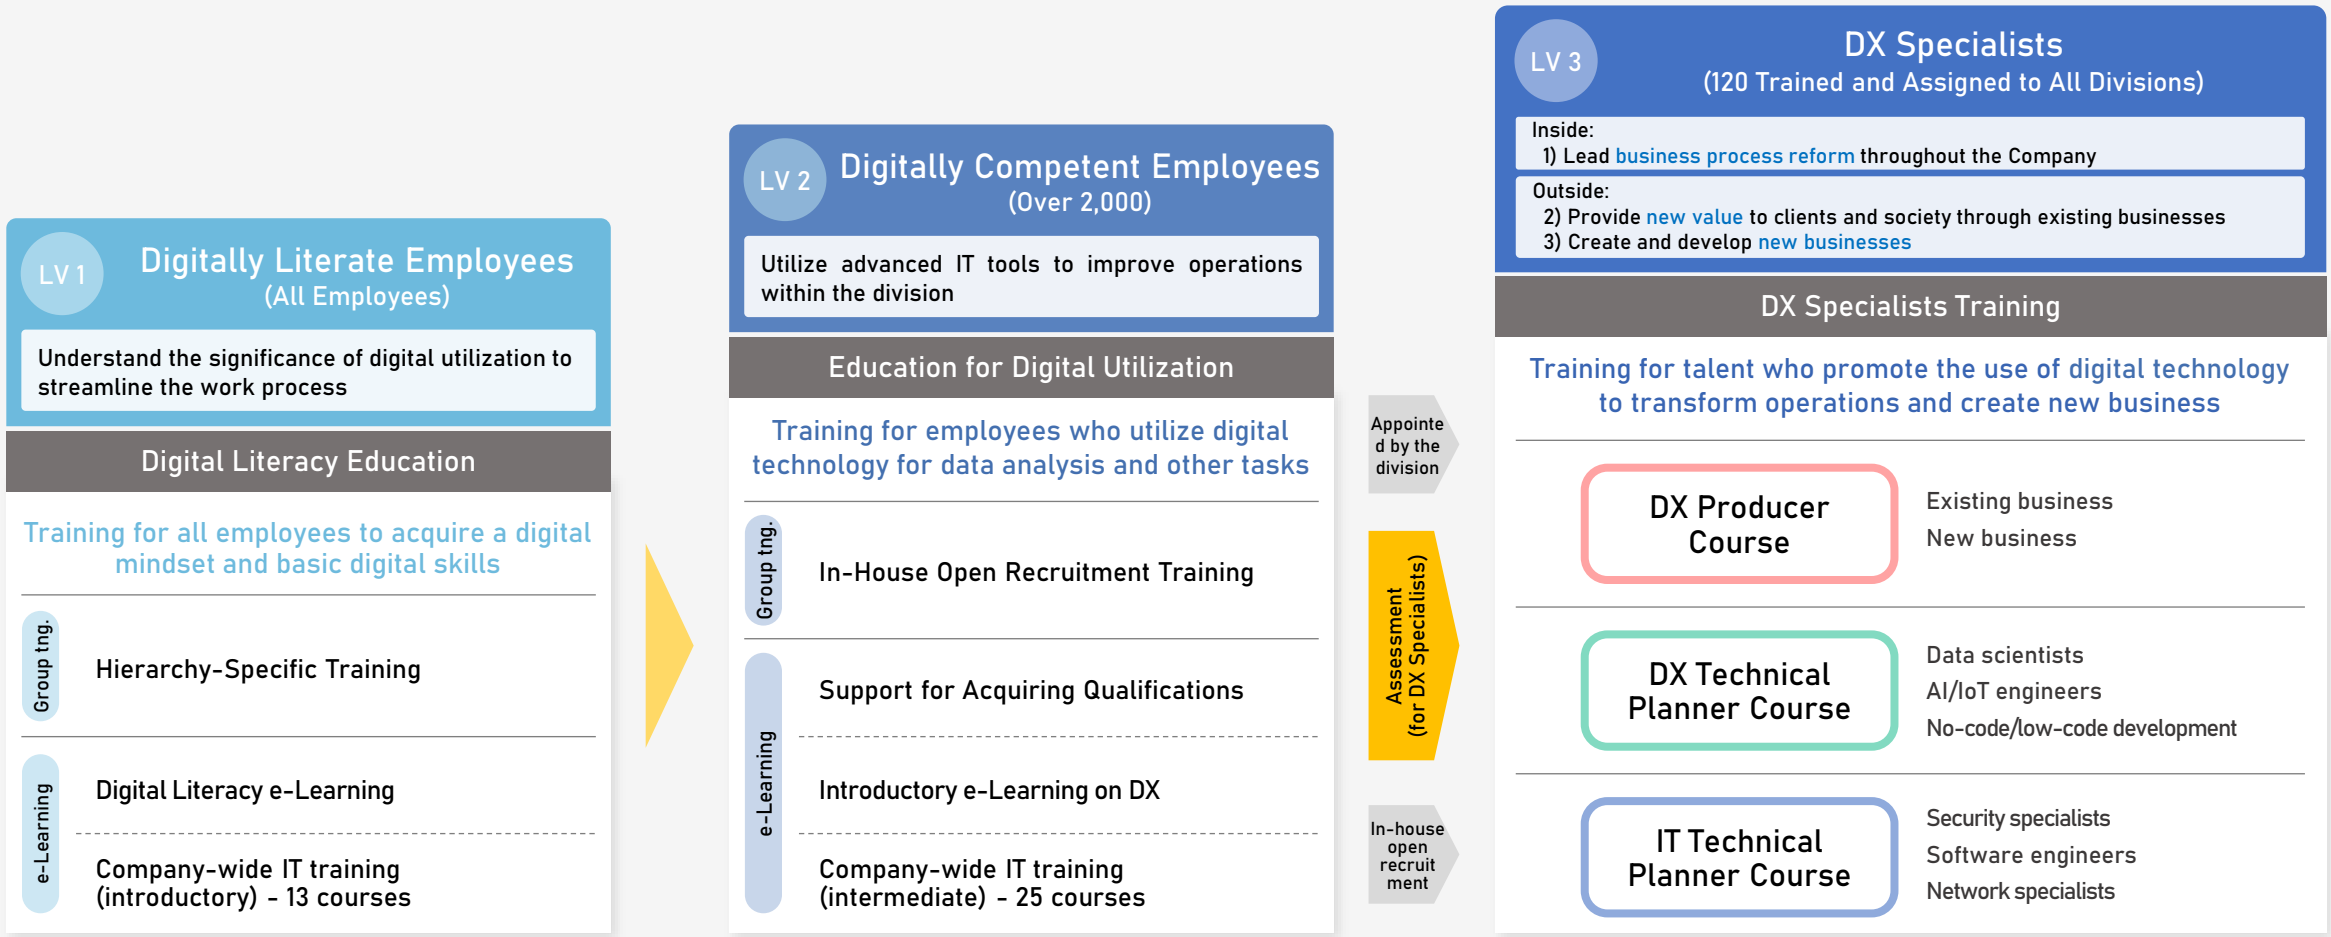 LV 1
Digitally Literate Employees
(All Employees)
Understand the significance of digital utilization to
streamline the work process
Digital Literacy Education
Training for all employees to acquire a digital
mindset and basic digital skills
Group tng.
Hierarchy-Specific Training
e-Learning
Digital Literacy e-Learning
Company-wide IT training
(introductory) - 13 courses
LV 2
Digitally Competent Employees
(Over 2,000)
Utilize advanced IT tools to improve operations
within the division
Education for Digital Utilization
Training for employees who utilize digital
technology for data analysis and other tasks
Group tng.
In-House Open Recruitment Training
e-Learning
Support for Acquiring Qualifications
Introductory e-Learning on DX
Company-wide IT training
(intermediate) - 25 courses
Appointe
d by the
division
Assessment
(for DX Specialists)
In-house
open
recruit
ment
LV 3
DX Specialists
(120 Trained and Assigned to All Divisions)
Inside:
1) Lead business process reform throughout the Company
Outside:
2) Provide new value to clients and society through existing businesses
3) Create and develop new businesses
DX Specialists Training
Training for talent who promote the use of digital technology
to transform operations and create new business
DX Producer
Course
Existing business
New business
DX Technical
Planner Course
Data scientists
AI/IoT engineers
No-code/low-code development
IT Technical
Planner Course
Security specialists
Software engineers
Network specialists